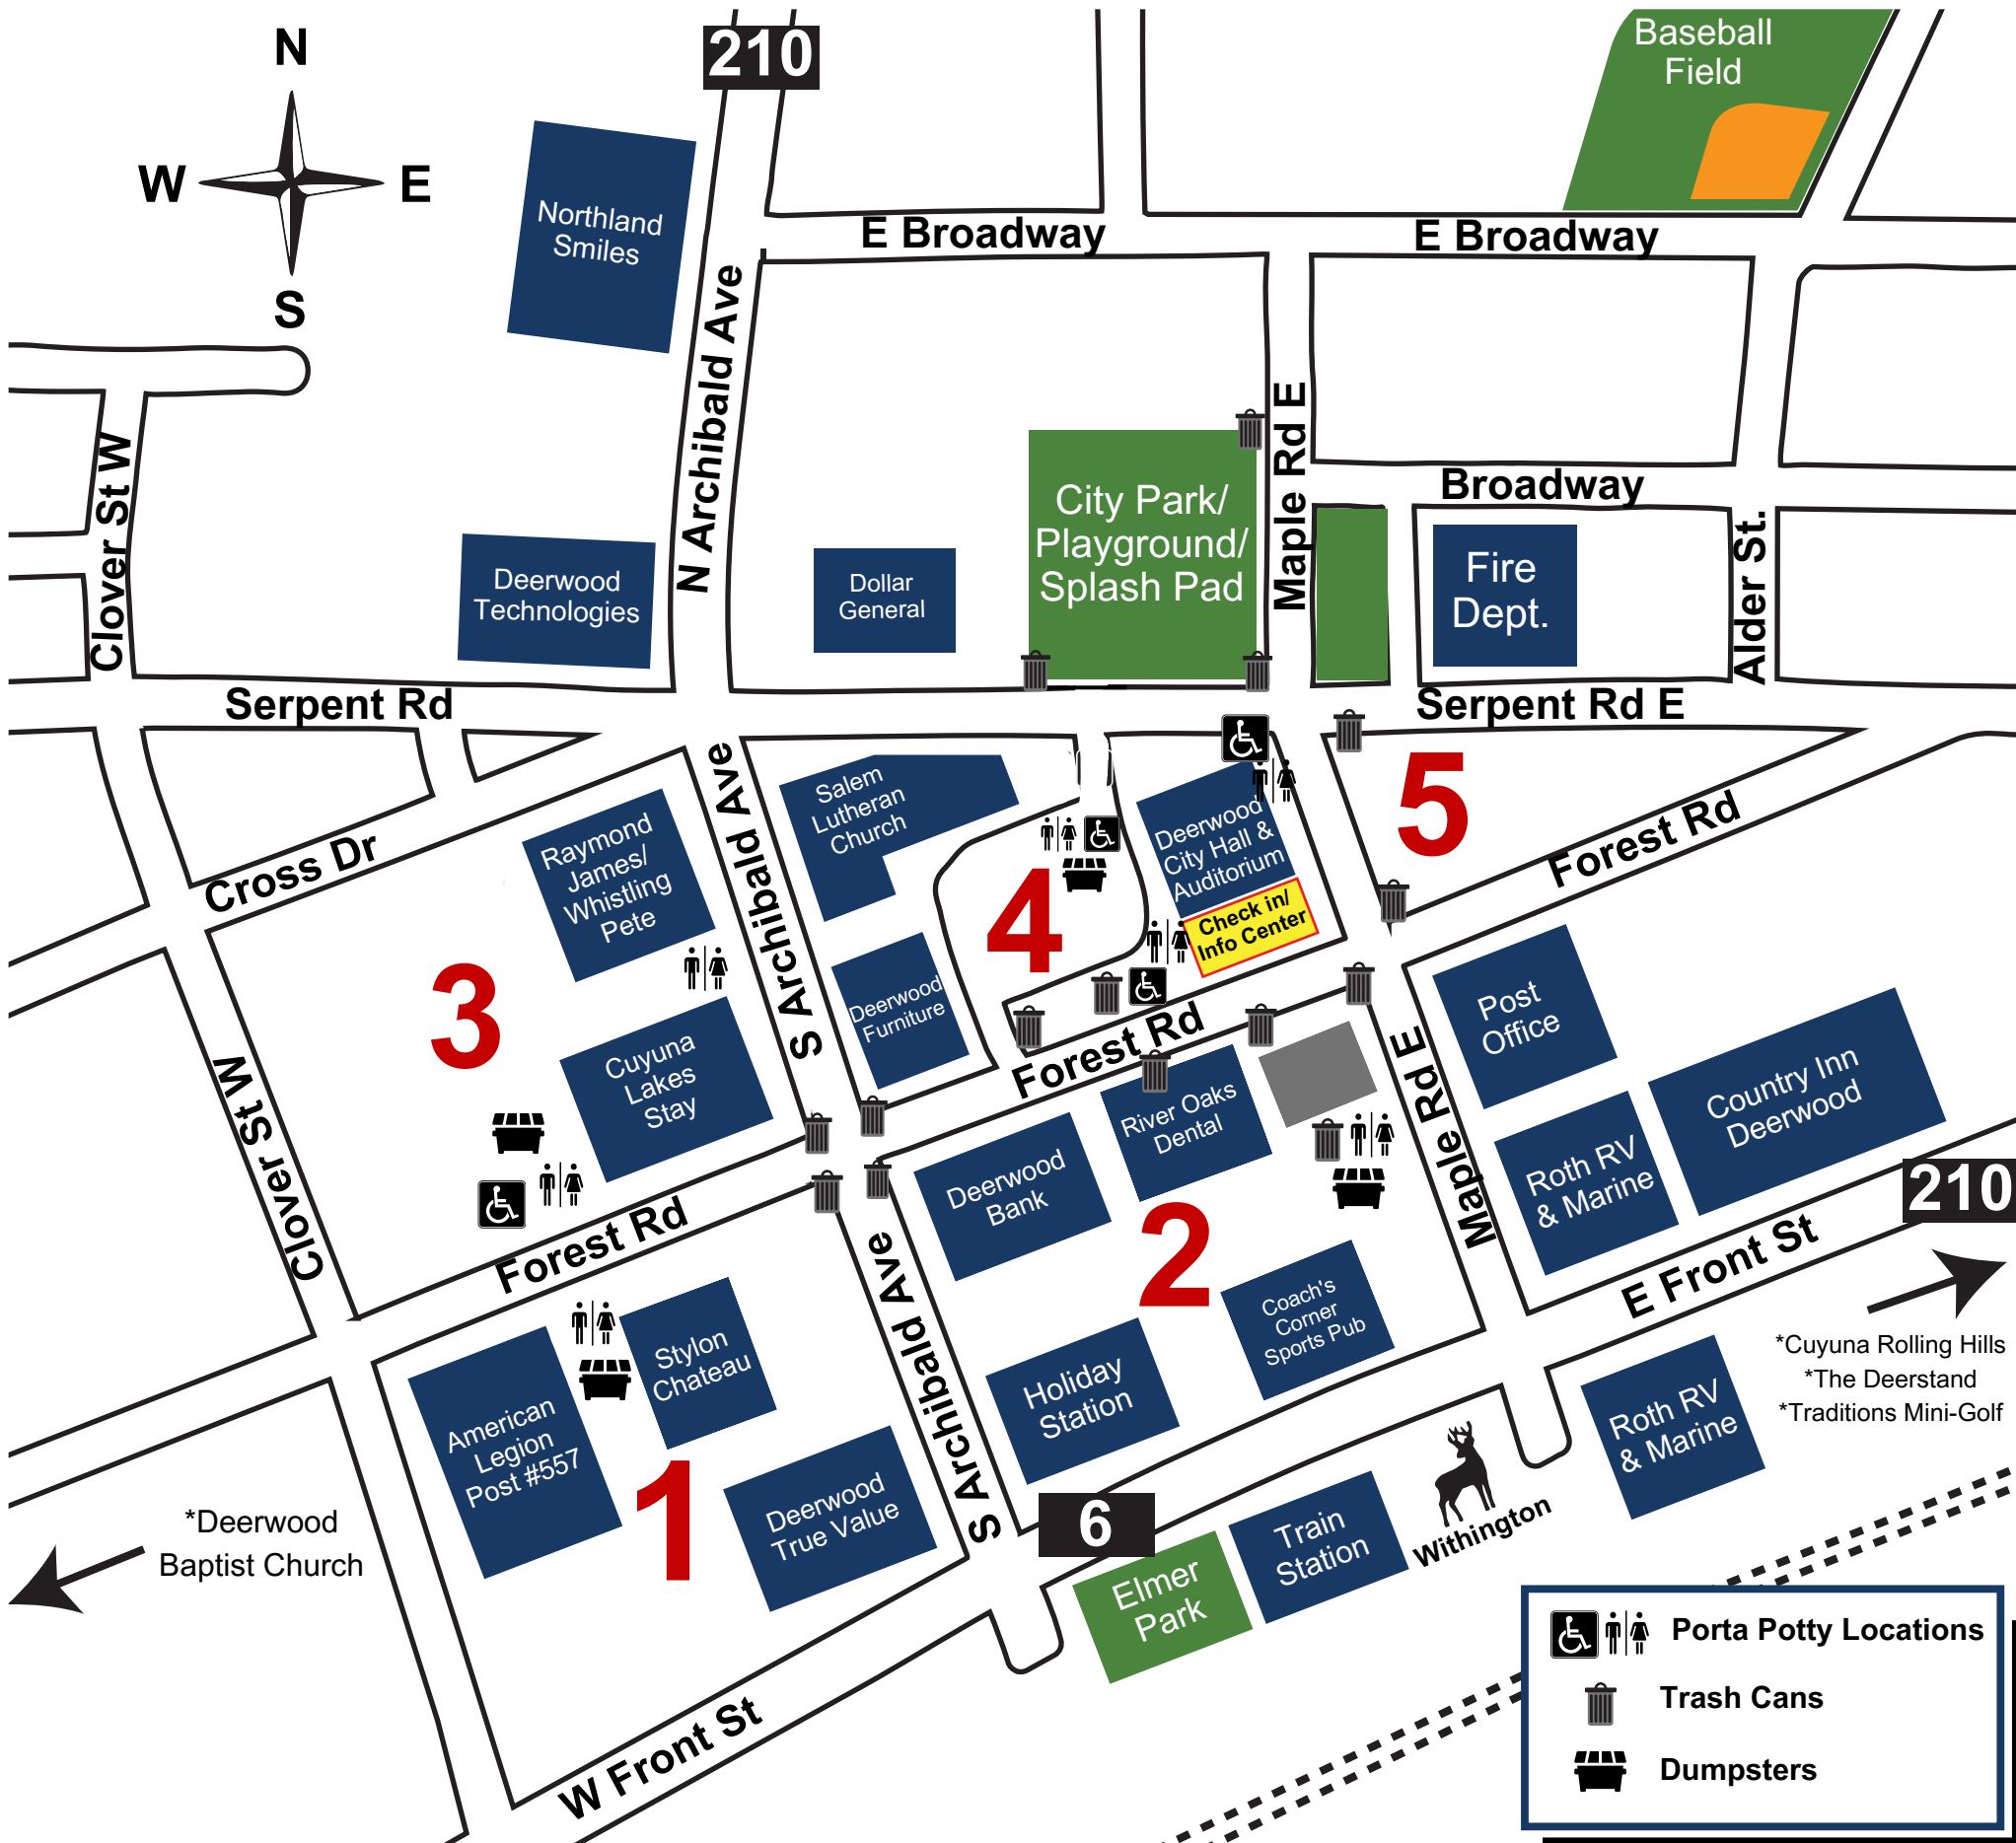 N
W
E
S
210
Baseball
Field
Northland
Smiles
E Broadway
E Broadway
N Archibald Ave
Maple Rd E
Clover St W
City Park/
Playground/
Splash Pad
Broadway
Deerwood
Technologies
Dollar
General
Fire
Dept.
Alder St.
Serpent Rd
Serpent Rd E
S Archibald Ave
Salem
Lutheran
Church
5
Forest Rd
Cross Dr
Raymond
James/
Whistling
Pete
Deerwood
City Hall &
Auditorium
Check in/
Info Center
4
3
Deerwood
Furniture
Post
Office
Cuyuna
Lakes
Stay
Forest Rd
Clover St W
Maple Rd E
River Oaks
Dental
Country Inn
Deerwood
Deerwood
Bank
Roth RV
& Marine
210
Forest Rd
2
S Archibald Ave
E Front St
Coach's
Corner
Sports Pub
Stylon
Chateau
Holiday
Station
*Cuyuna Rolling Hills
*The Deerstand
*Traditions Mini-Golf
American
Legion
Post #557
Roth RV
& Marine
1
Deerwood
True Value
6
Train
Station
Withington
*Deerwood
Baptist Church
Elmer
Park
W Front St
Porta Potty Locations
Trash Cans
Dumpsters